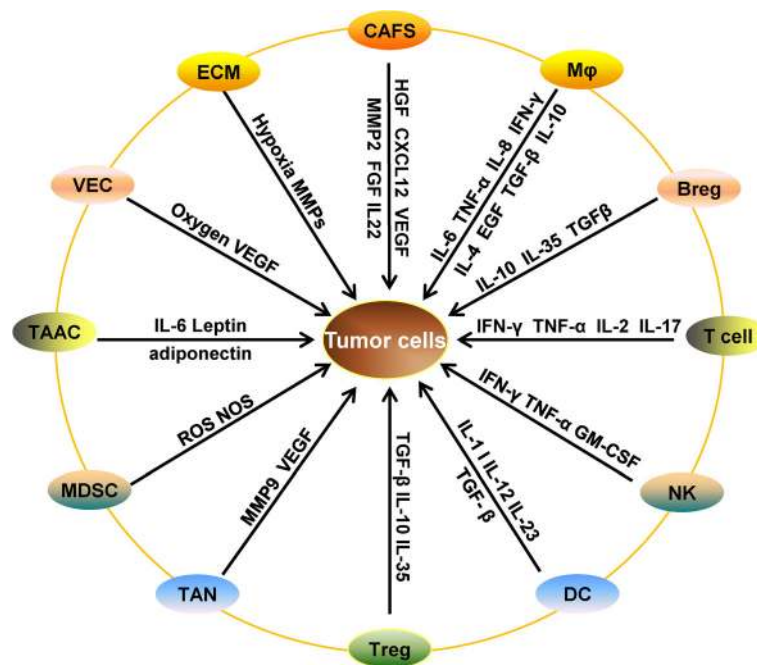 CAFS
HGF CXCL12 VEGF
MMP2 FGF IL22
Mφ
IL-6 TNF-α IL-8 IFN-γ
IL-4 EGF TGF-β IL-10
Breg
IL-10 IL-35 TGFβ
T cell
IFN-γ TNF-α IL-2 IL-17
NK
IFN-γ TNF-α GM-CSF
DC
IL-1 I IL-12 IL-23
TGF- β
Treg
TGF-β IL-10 IL-35
TAN
MMP9 VEGF
MDSC
ROS NOS
TAAC
IL-6 Leptin
adiponectin
VEC
Oxygen VEGF
ECM
Hypoxia MMPs
Tumor cells